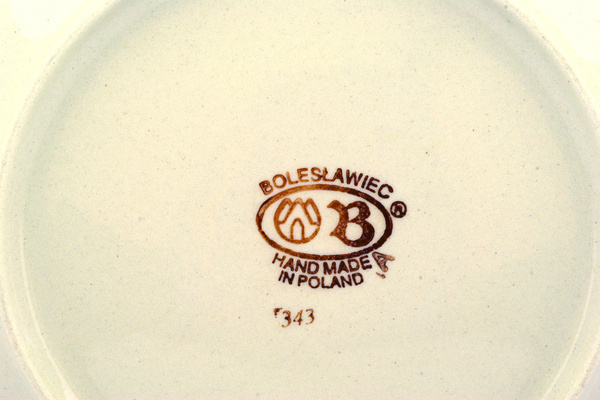 BOLESŁAWIEC
B ®
HAND MADE
IN POLAND
A
343